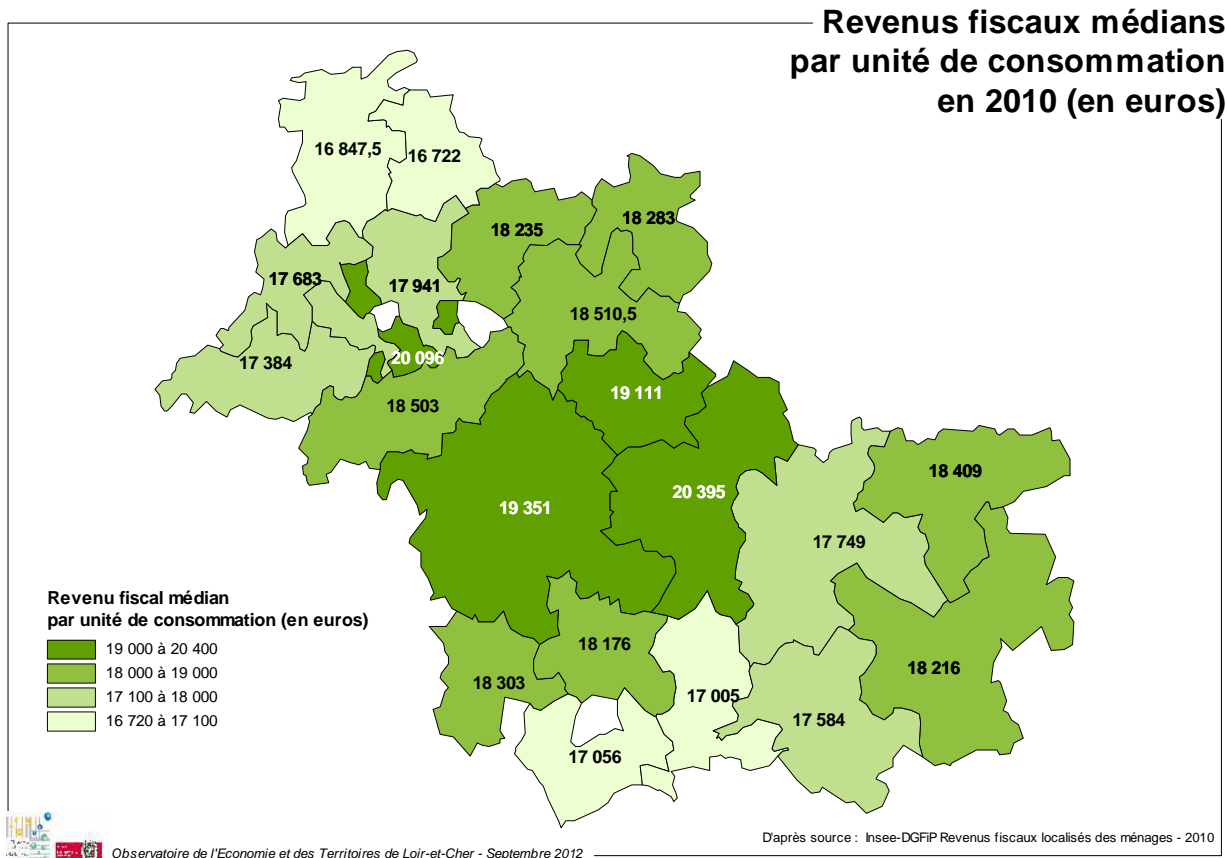 Revenus fiscaux médians
par unité de consommation
en 2010 (en euros)
16 847,5
16 722
18 235
18 283
17 683
17 941
18 510,5
17 384
20 096
19 111
18 503
18 409
19 351
20 395
17 749
Revenu fiscal médian
par unité de consommation (en euros)
19 000 à 20 400
18 000 à 19 000
17 100 à 18 000
16 720 à 17 100
18 176
18 303
17 005
18 216
17 584
17 056
D'après source : Insee-DGFiP Revenus fiscaux localisés des ménages - 2010
Observatoire de l'Economie et des Territoires de Loir-et-Cher - Septembre 2012